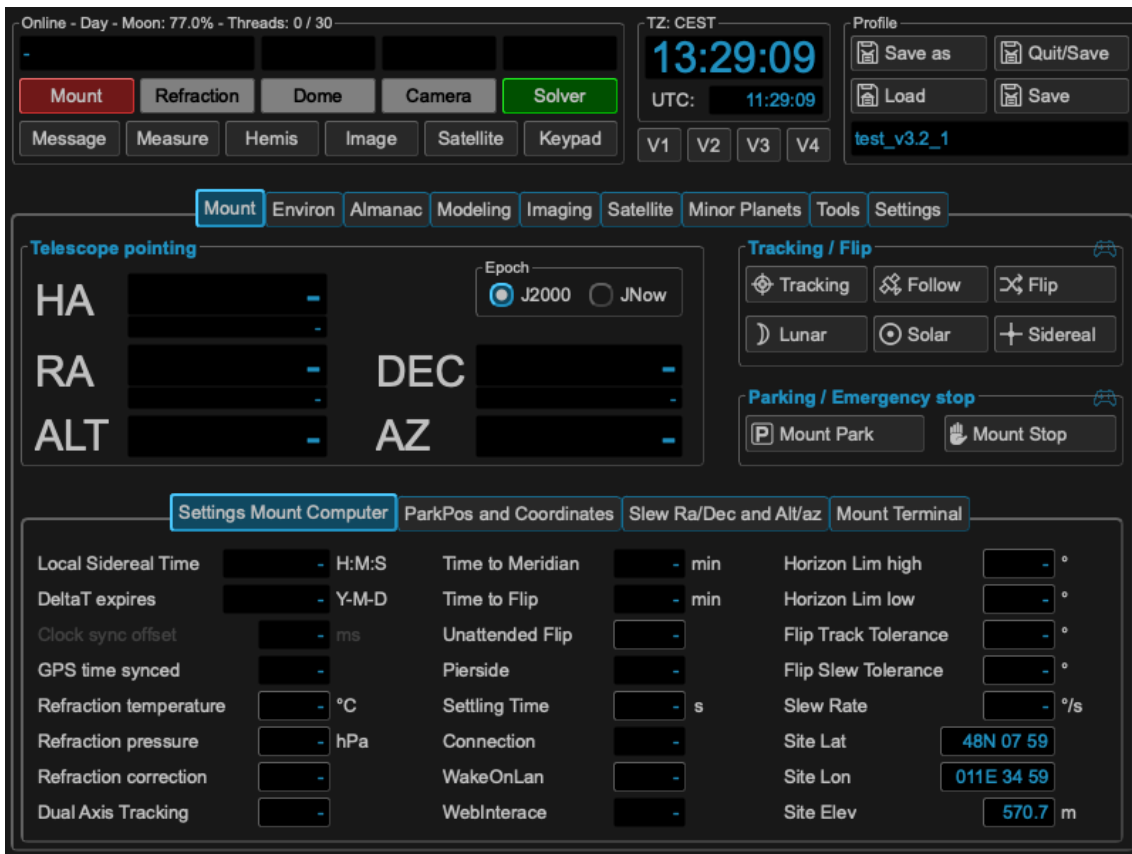 Online - Day - Moon: 77.0% - Threads: 0 / 30
TZ: CEST
Profile
-
13:29:09
Save as
Quit/Save
Mount
Refraction
Dome
Camera
Solver
UTC:
11:29:09
Load
Save
Message
Measure
Hemis
Image
Satellite
Keypad
V1
V2
V3
V4
test_v3.2_1
Mount
Environ
Almanac
Modeling
Imaging
Satellite
Minor Planets
Tools
Settings
Telescope pointing
Epoch
J2000
JNow
HA
-
-
RA
-
-
DEC
-
-
ALT
-
AZ
-
Tracking / Flip
Tracking
Follow
Flip
Lunar
Solar
Sidereal
Parking / Emergency stop
P Mount Park
Mount Stop
Settings Mount Computer
ParkPos and Coordinates
Slew Ra/Dec and Alt/az
Mount Terminal
Local Sidereal Time - H:M:S
DeltaT expires - Y-M-D
Clock sync offset - ms
GPS time synced -
Refraction temperature - °C
Refraction pressure - hPa
Refraction correction -
Dual Axis Tracking -
Time to Meridian - min
Time to Flip - min
Unattended Flip -
Pierside -
Settling Time - s
Connection -
WakeOnLan -
WebInterace -
Horizon Lim high - °
Horizon Lim low - °
Flip Track Tolerance - °
Flip Slew Tolerance - °
Slew Rate - °/s
Site Lat 48N 07 59
Site Lon 011E 34 59
Site Elev 570.7 m